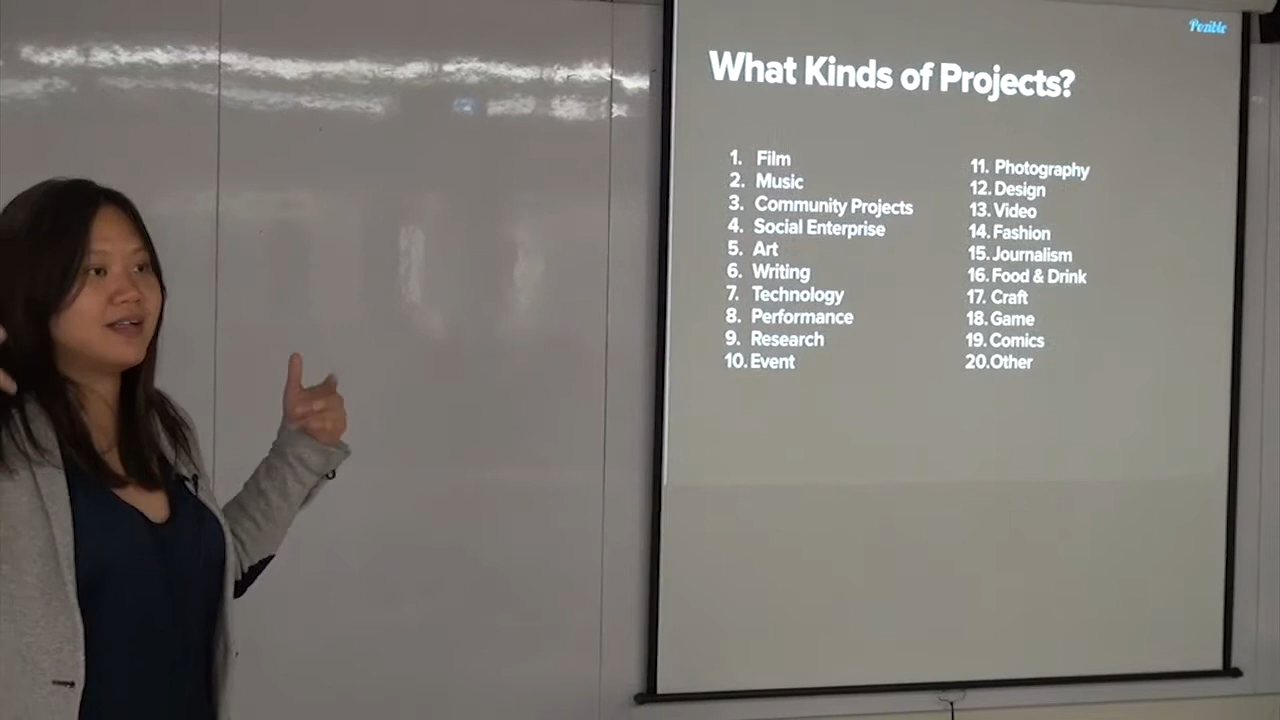 Pozible
What Kinds of Projects?
1. Film
2. Music
3. Community Projects
4. Social Enterprise
5. Art
6. Writing
7. Technology
8. Performance
9. Research
10. Event
11. Photography
12. Design
13. Video
14. Fashion
15. Journalism
16. Food & Drink
17. Craft
18. Game
19. Comics
20. Other